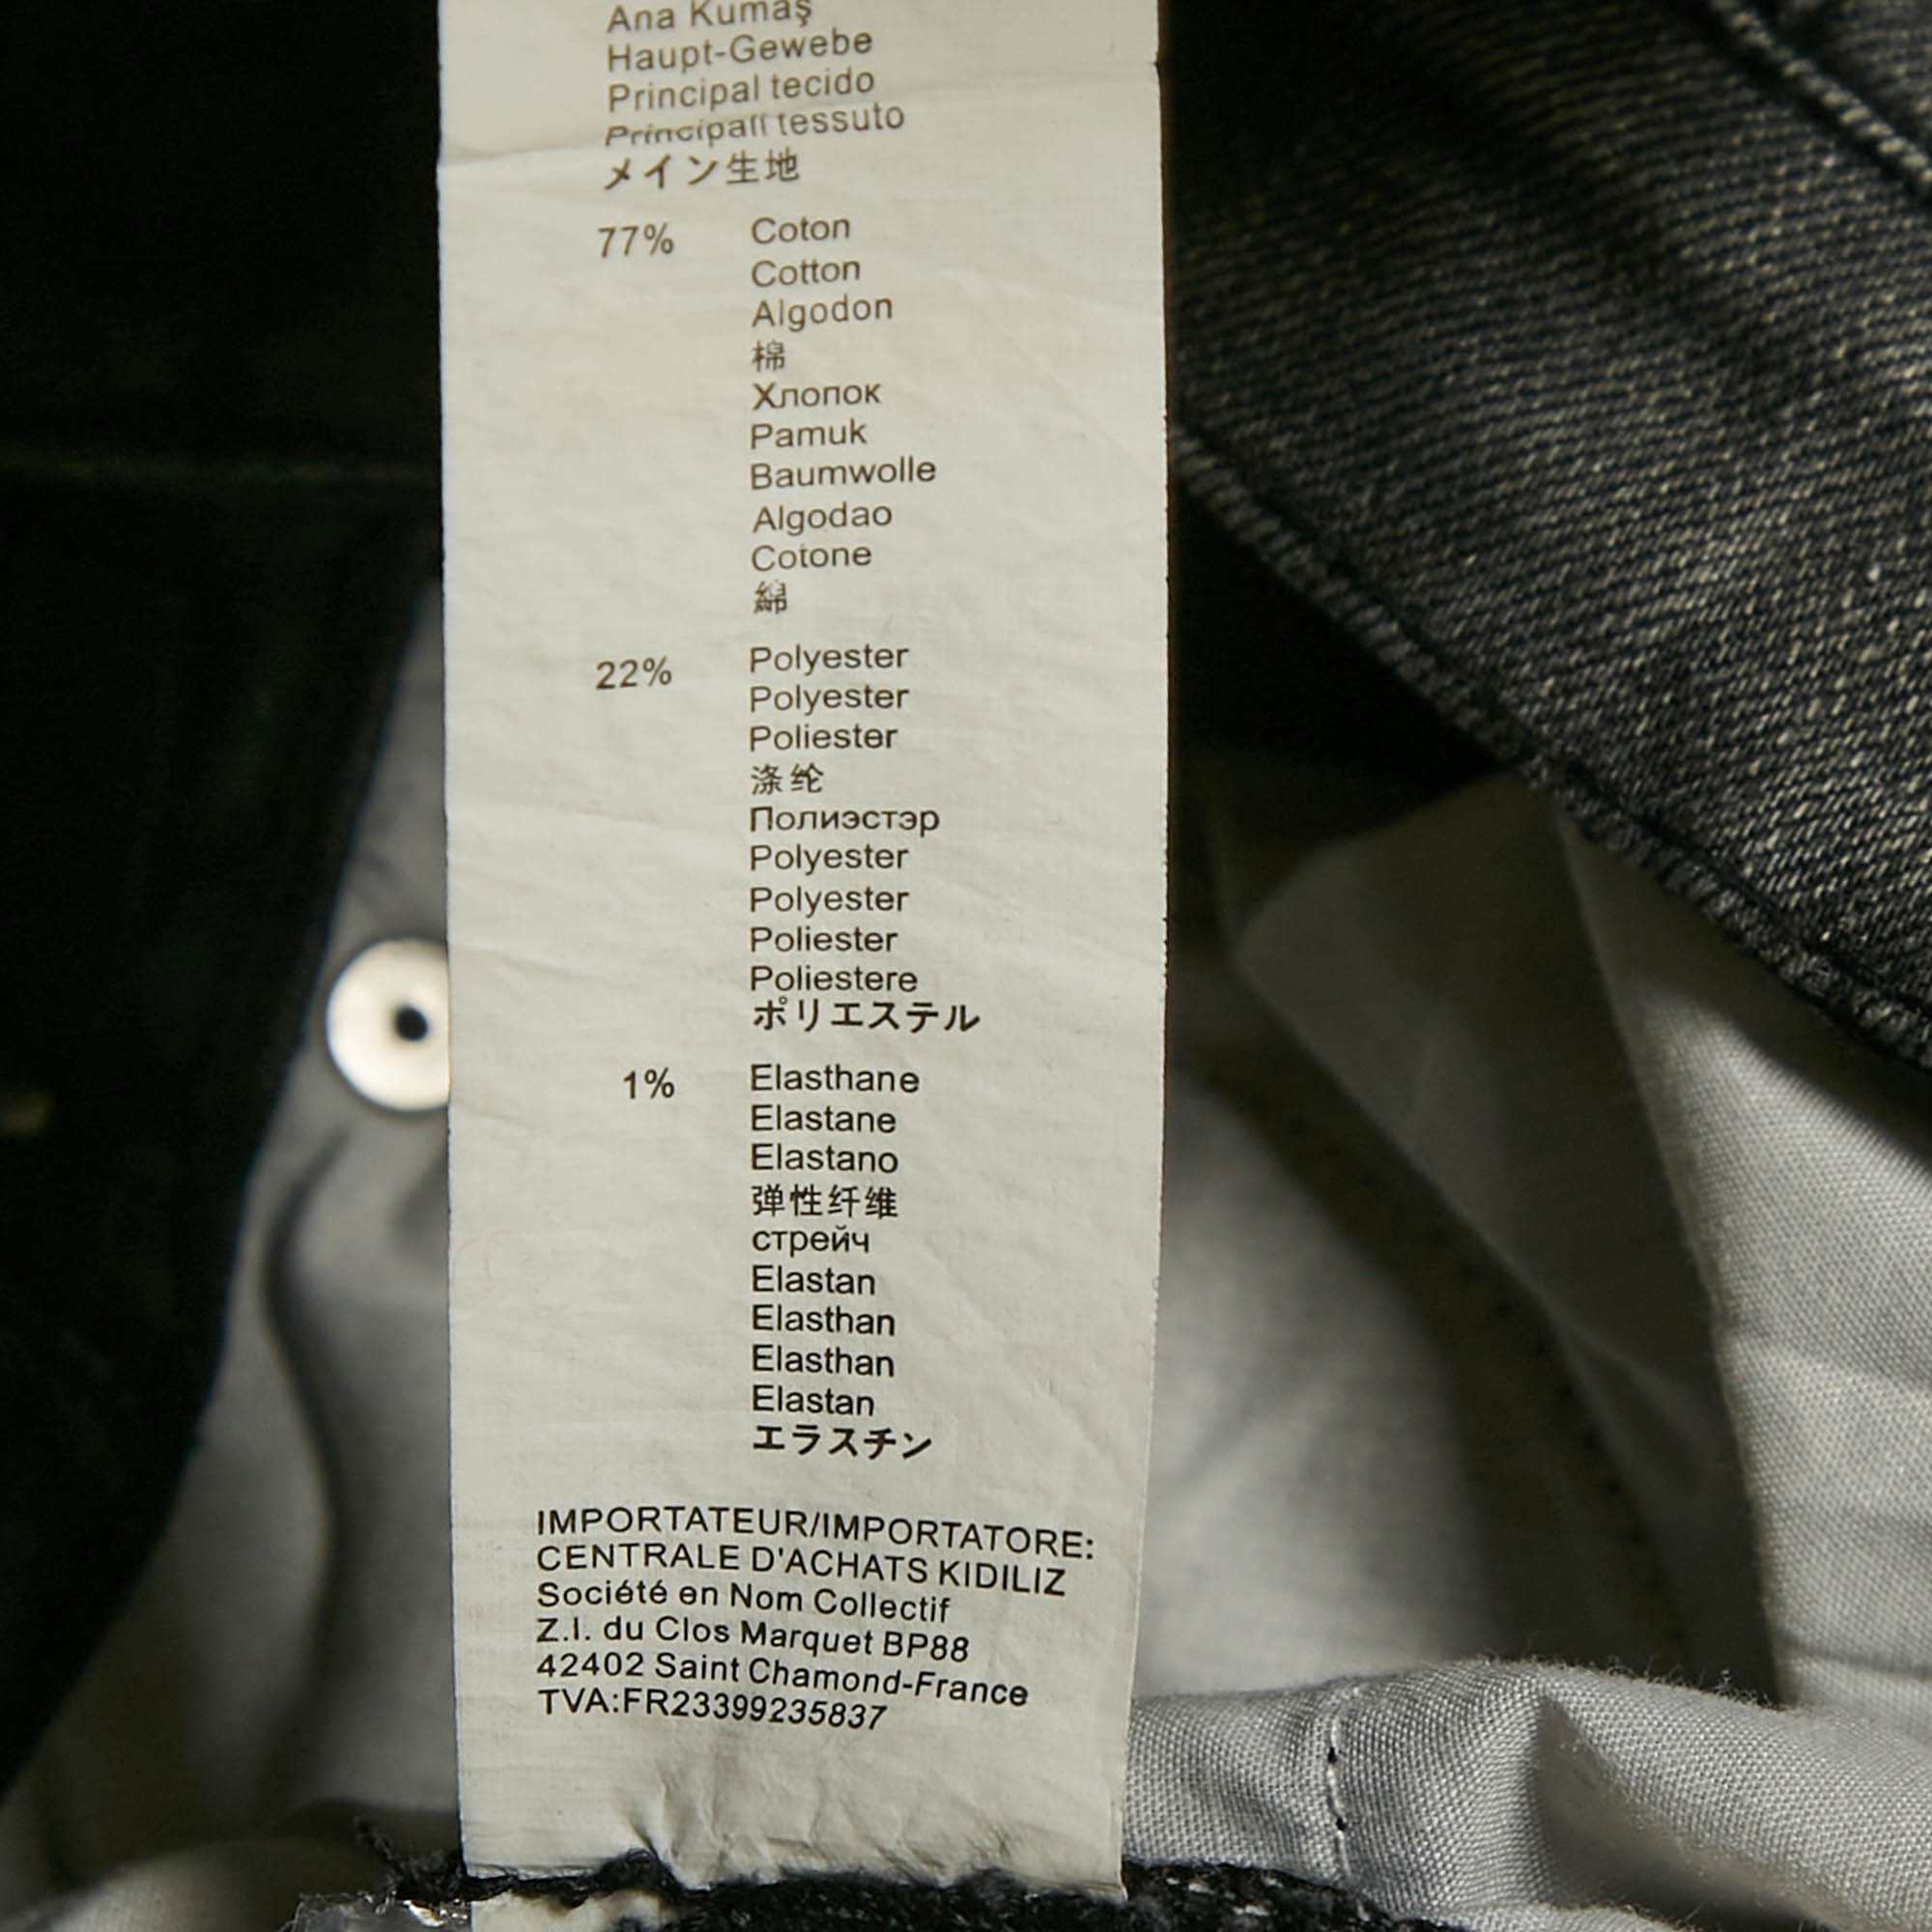 Ana Kumaş
Haupt-Gewebe
Principal tecido
Principall tessuto
メイン生地
77% Coton
Cotton
Algodon
棉
Хлопок
Pamuk
Baumwolle
Algodao
Cotone
綿
22% Polyester
Polyester
Poliester
涤纶
Полиэстэр
Polyester
Polyester
Poliester
Poliestere
ポリエステル
1% Elasthane
Elastane
Elastano
弹性纤维
стрейч
Elastan
Elasthan
Elasthan
Elastan
エラスチン
IMPORTATEUR/IMPORTATORE:
CENTRALE D'ACHATS KIDILIZ
Société en Nom Collectif
Z.I. du Clos Marquet BP88
42402 Saint Chamond-France
TVA:FR23399235837